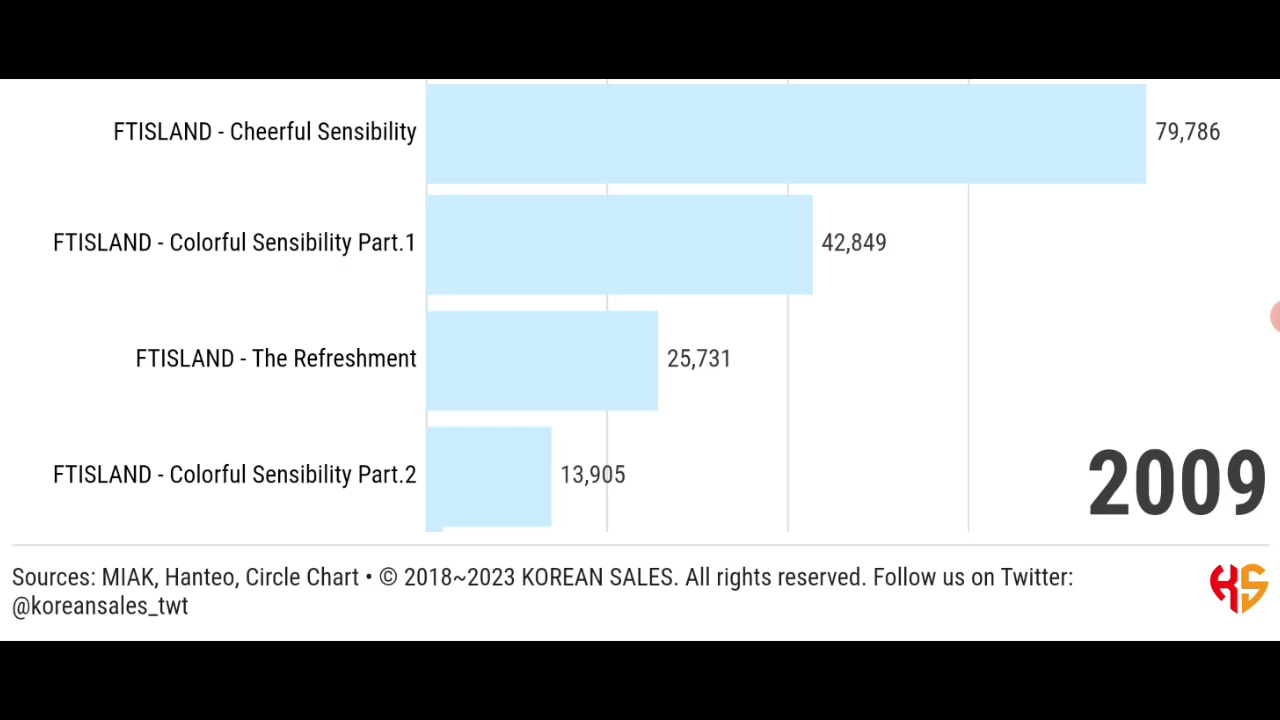 FTISLAND - Cheerful Sensibility 79,786
FTISLAND - Colorful Sensibility Part.1 42,849
FTISLAND - The Refreshment 25,731
FTISLAND - Colorful Sensibility Part.2 13,905
2009
Sources: MIAK, Hanteo, Circle Chart • © 2018~2023 KOREAN SALES. All rights reserved. Follow us on Twitter:
@koreansales_twt
KS